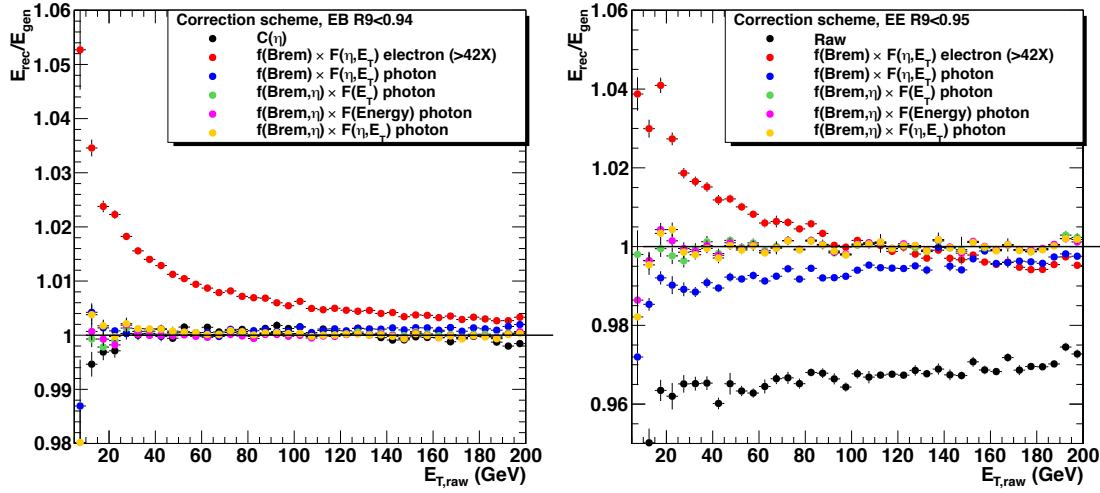 Correction scheme, EB R9<0.94
C(η)
f(Brem) × F(η,E_T) electron (>42X)
f(Brem) × F(η,E_T) photon
f(Brem,η) × F(E_T) photon
f(Brem,η) × F(Energy) photon
f(Brem,η) × F(η,E_T) photon
E_rec/E_gen
1.06
1.05
1.04
1.03
1.02
1.01
1
0.99
0.98
20 40 60 80 100 120 140 160 180 200
E_T,raw (GeV)
Correction scheme, EE R9<0.95
Raw
f(Brem) × F(η,E_T) electron (>42X)
f(Brem) × F(η,E_T) photon
f(Brem,η) × F(E_T) photon
f(Brem,η) × F(Energy) photon
f(Brem,η) × F(η,E_T) photon
E_rec/E_gen
1.06
1.04
1.02
1
0.98
0.96
20 40 60 80 100 120 140 160 180 200
E_T,raw (GeV)